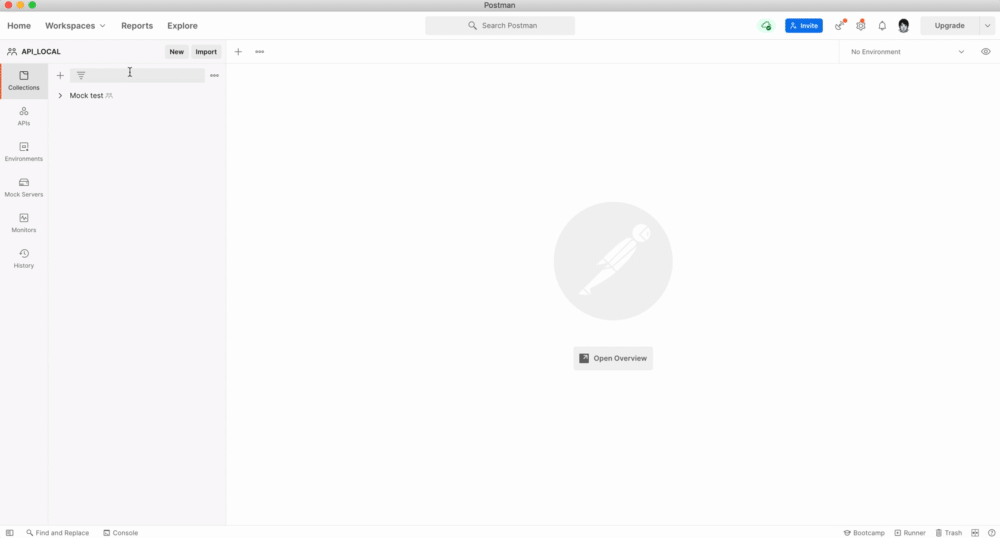 Postman
Home Workspaces Reports Explore Search Postman Invite Upgrade
API_LOCAL New Import No Environment
Collections
Mock test
APIs
Environments
Mock Servers
Monitors
History
Open Overview
Find and Replace Console Bootcamp Runner Trash